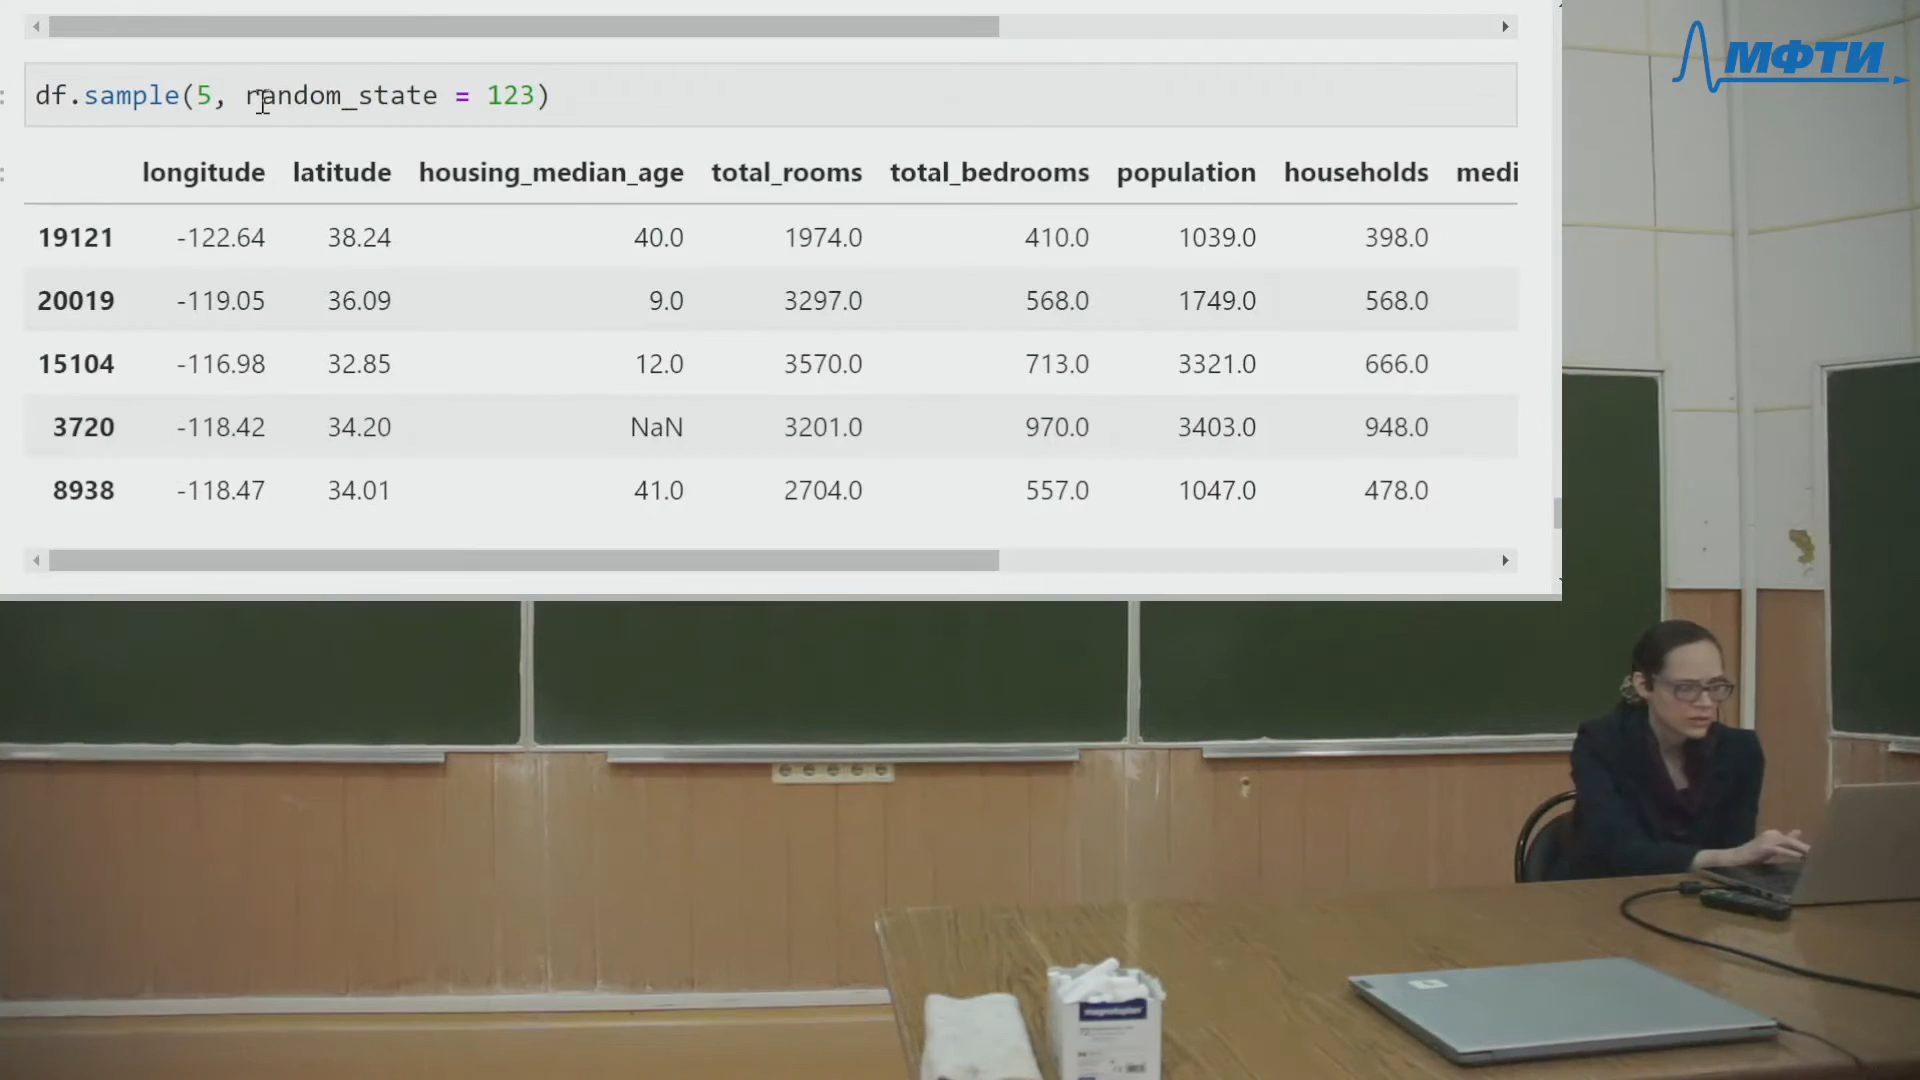 МФТИ
df.sample(5, random_state = 123)
longitude latitude housing_median_age total_rooms total_bedrooms population households medi
19121 -122.64 38.24 40.0 1974.0 410.0 1039.0 398.0
20019 -119.05 36.09 9.0 3297.0 568.0 1749.0 568.0
15104 -116.98 32.85 12.0 3570.0 713.0 3321.0 666.0
3720 -118.42 34.20 NaN 3201.0 970.0 3403.0 948.0
8938 -118.47 34.01 41.0 2704.0 557.0 1047.0 478.0